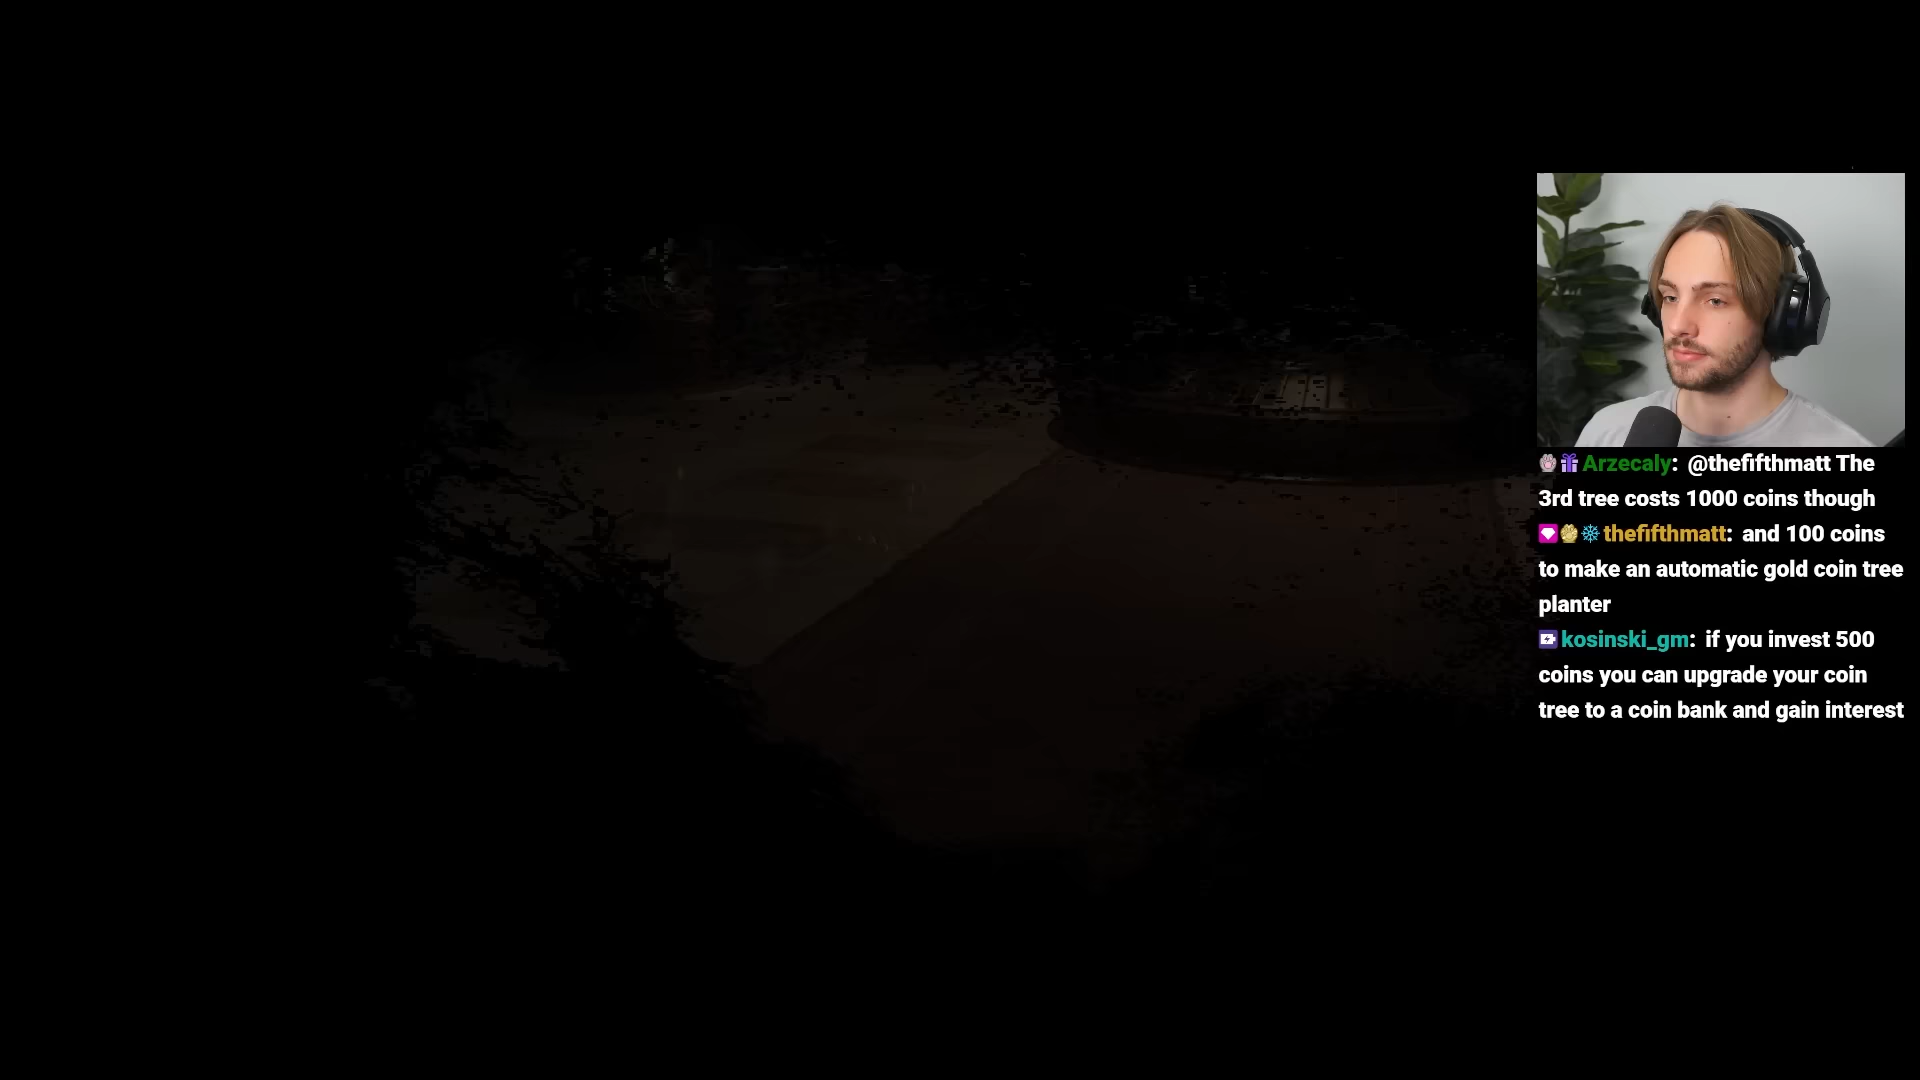 Arzecaly: @thefifthmatt The
3rd tree costs 1000 coins though
thefifthmatt: and 100 coins
to make an automatic gold coin tree
planter
kosinski_gm: if you invest 500
coins you can upgrade your coin
tree to a coin bank and gain interest